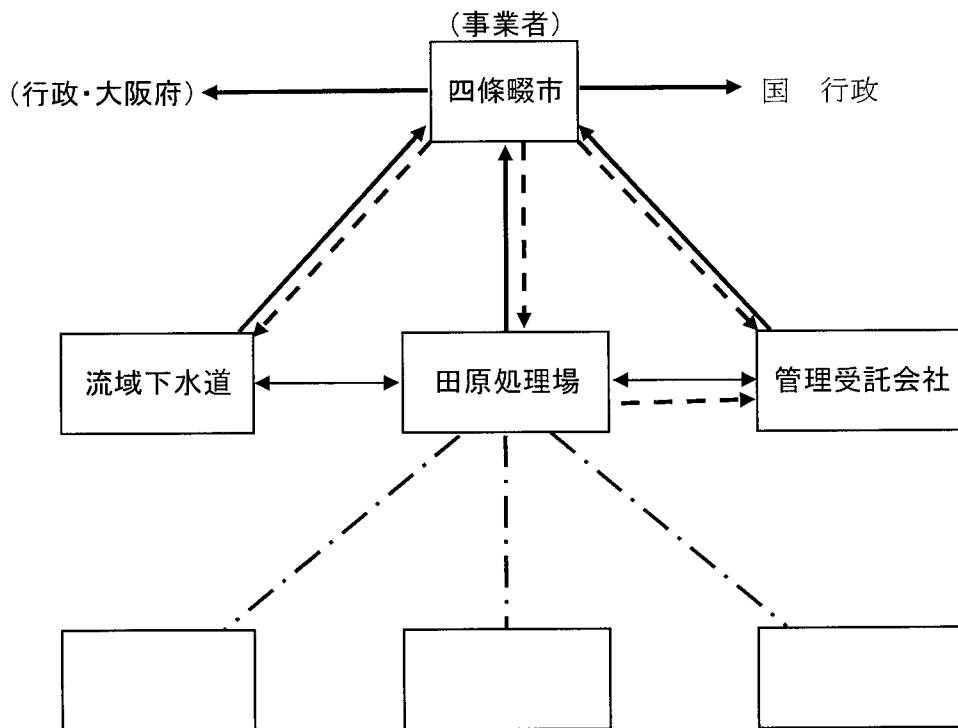 (事業者)
(行政・大阪府)
四條畷市
国 行政
流域下水道
田原処理場
管理受託会社